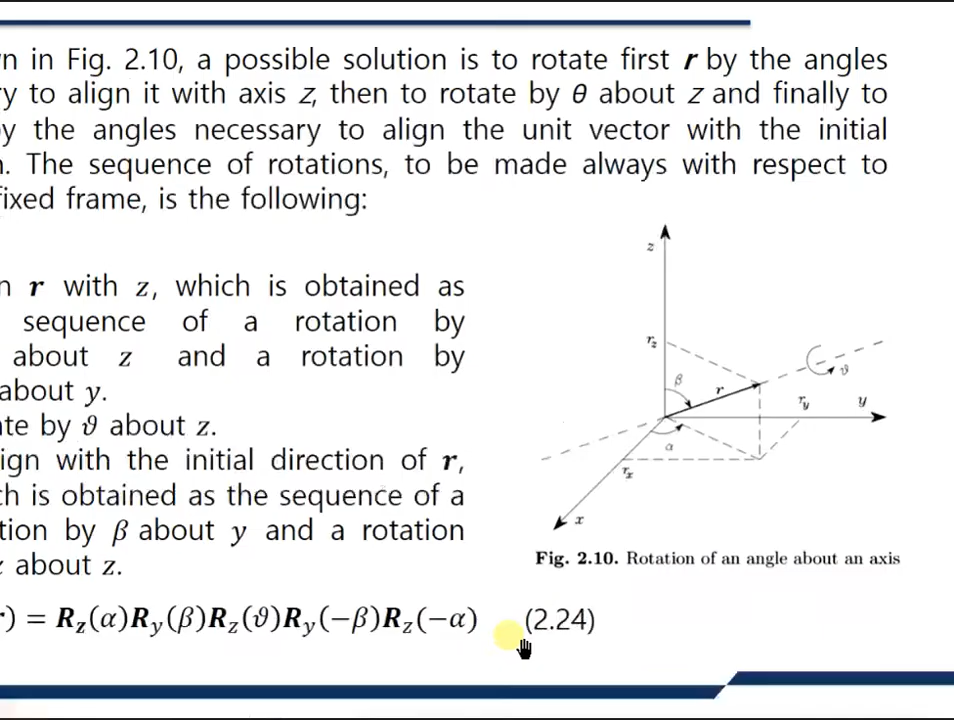 n in Fig. 2.10, a possible solution is to rotate first r by the angles
ry to align it with axis z, then to rotate by θ about z and finally to
y the angles necessary to align the unit vector with the initial
n. The sequence of rotations, to be made always with respect to
fixed frame, is the following:
n r with z, which is obtained as
sequence of a rotation by
about z and a rotation by
about y.
te by ϑ about z.
ign with the initial direction of r,
ch is obtained as the sequence of a
tion by β about y and a rotation
about z.
r) = R_z(α)R_y(β)R_z(ϑ)R_y(−β)R_z(−α) (2.24)
z
r_z
β
r
ϑ
r_y
y
α
r_x
x
Fig. 2.10. Rotation of an angle about an axis